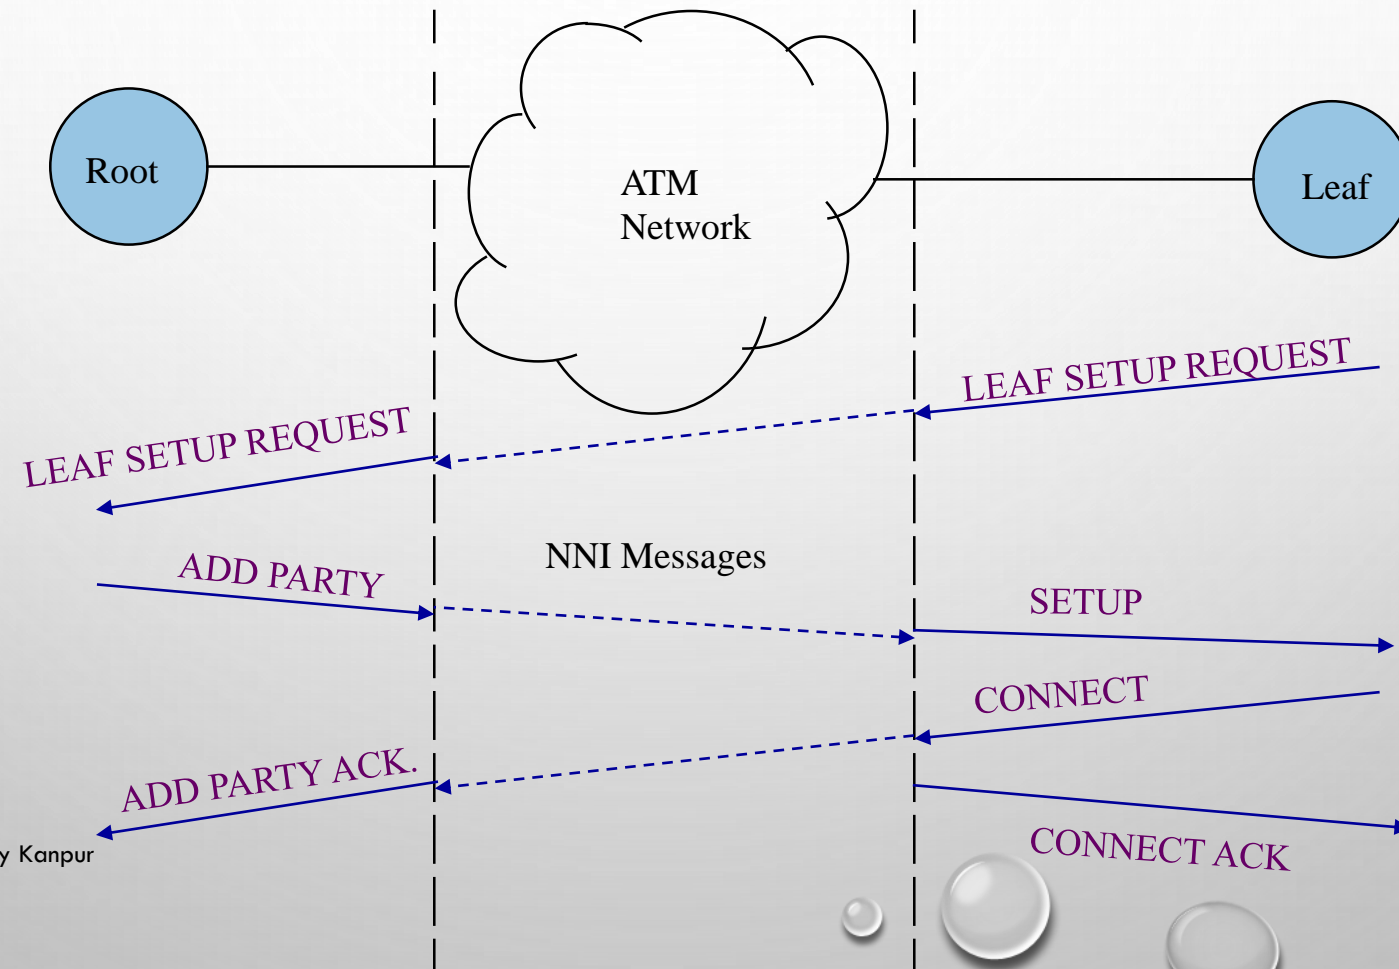 Root
ATM
Network
Leaf
LEAF SETUP REQUEST
LEAF SETUP REQUEST
ADD PARTY
NNI Messages
SETUP
CONNECT
ADD PARTY ACK.
CONNECT ACK
y Kanpur